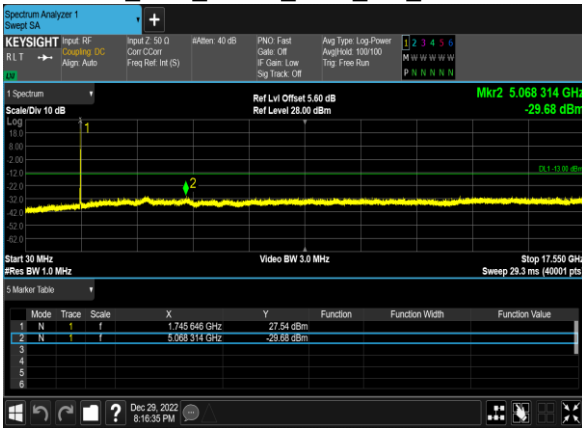 Spectrum Analyzer 1
Swept SA
+
KEYSIGHT Input: RF Input Z: 50 Ω #Atten: 40 dB PNO: Fast Avg Type: Log-Power 1 2 3 4 5 6
RLT Coupling: DC Corr CCorr Gate: Off Avg|Hold: 100/100 M W W W W W
Align: Auto Freq Ref: Int (S) IF Gain: Low Trig: Free Run
LU Sig Track: Off P N N N N N
1 Spectrum Ref Lvl Offset 5.60 dB Mkr2 5.068 314 GHz
Scale/Div 10 dB Ref Level 28.00 dBm -29.68 dBm
Log
18.0
8.00
-2.00
-12.0
-22.0
-32.0
-42.0
-52.0
-62.0
1
2
DL1 -13.00 dBm
Start 30 MHz Video BW 3.0 MHz Stop 17.550 GHz
#Res BW 1.0 MHz Sweep 29.3 ms (40001 pts
5 Marker Table
Mode Trace Scale X Y Function Function Width Function Value
1 N 1 f 1.745 646 GHz 27.54 dBm
2 N 1 f 5.068 314 GHz -29.68 dBm
3
4
5
6
? Dec 29, 2022
8:16:35 PM